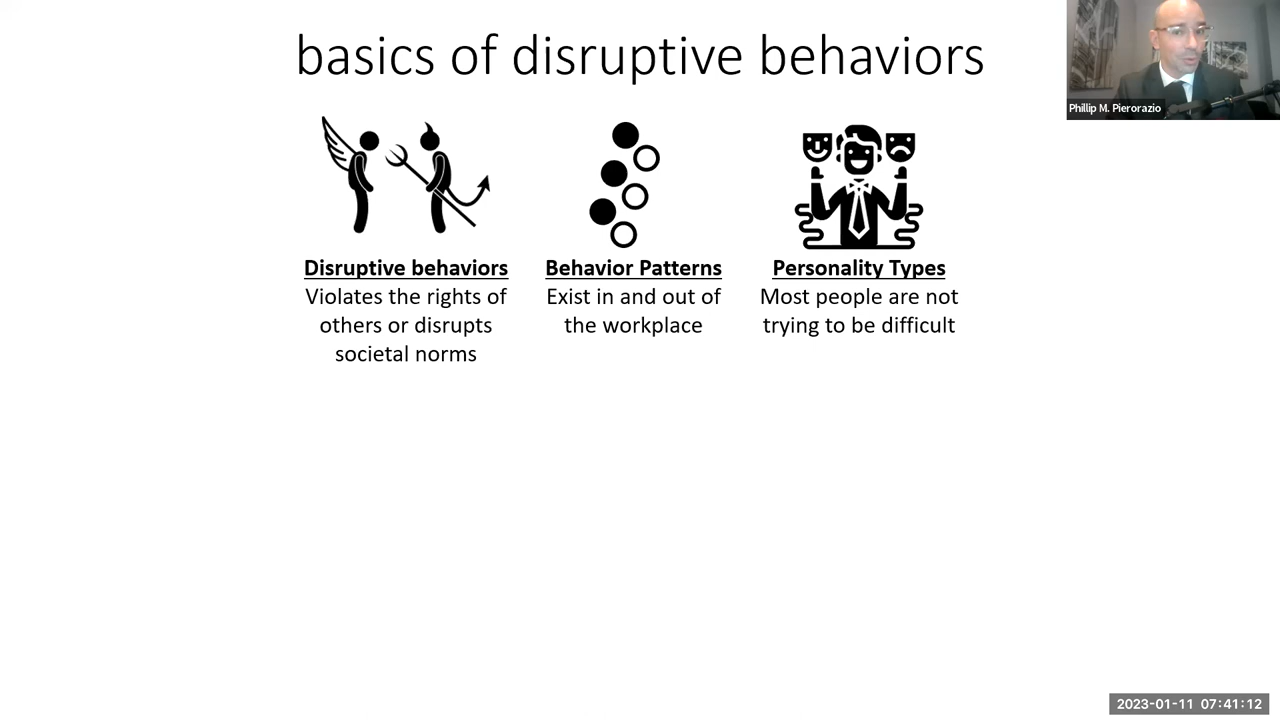 basics of disruptive behaviors
Phillip M. Pierorazio
Disruptive behaviors
Violates the rights of
others or disrupts
societal norms
Behavior Patterns
Exist in and out of
the workplace
Personality Types
Most people are not
trying to be difficult
2023-01-11 07:41:12